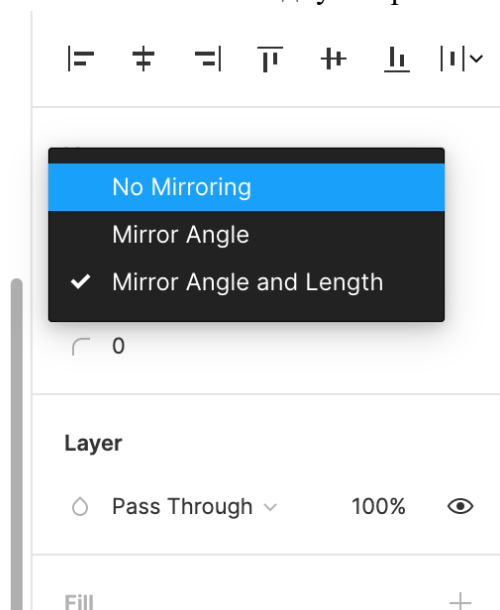 No Mirroring
Mirror Angle
Mirror Angle and Length
0
Layer
Pass Through 100%
Fill